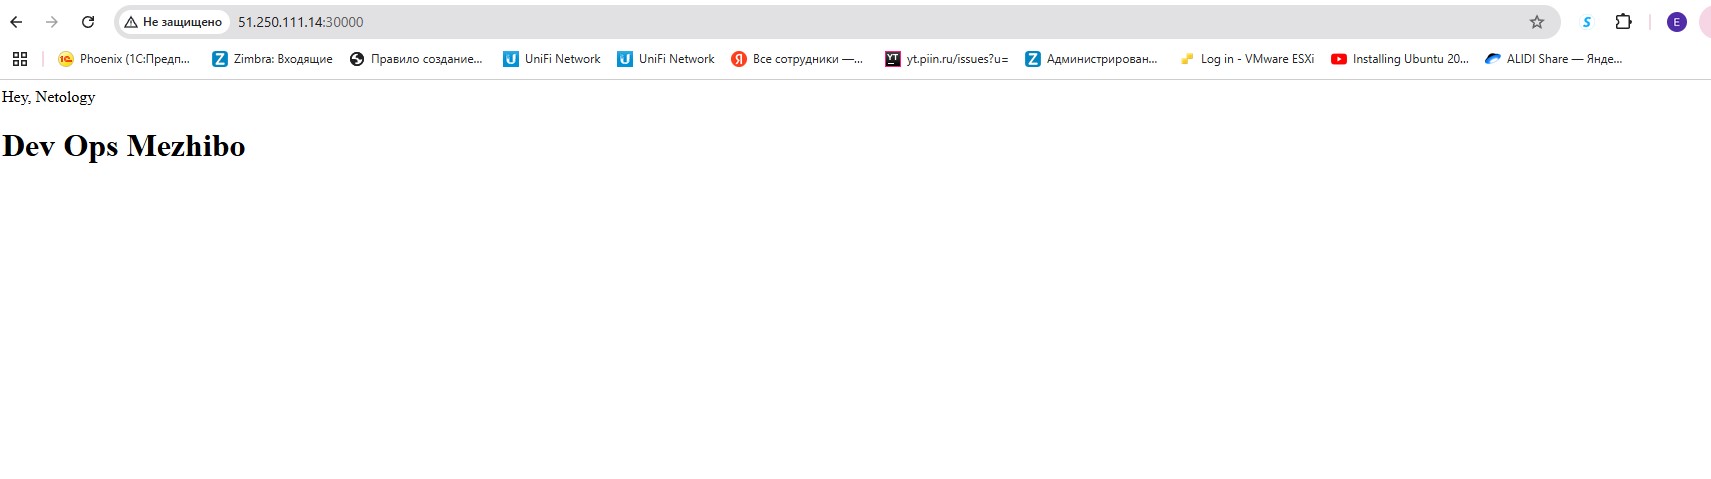 Не защищено 51.250.111.14:30000 S E
Phoenix (1С:Предп... Zimbra: Входящие Правило создание... UniFi Network UniFi Network Все сотрудники —... yt.piin.ru/issues?u= Администрирован... Log in - VMware ESXi Installing Ubuntu 20... ALIDI Share — Янде...
Hey, Netology
Dev Ops Mezhibo